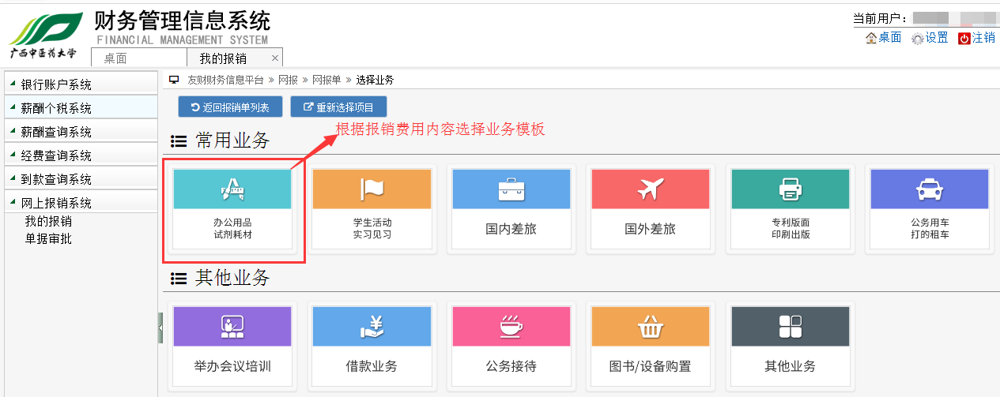 财务管理信息系统
FINANCIAL MANAGEMENT SYSTEM
广西中医药大学
当前用户：
桌面 设置 注销
桌面 我的报销 ×
银行账户系统
薪酬个税系统
薪酬查询系统
经费查询系统
到款查询系统
网上报销系统
我的报销
单据审批
友财财务信息平台 » 网报 » 网报单 » 选择业务
返回报销单列表 重新选择项目
根据报销费用内容选择业务模板
常用业务
办公用品
试剂耗材
学生活动
实习见习
国内差旅
国外差旅
专利版面
印刷出版
公务用车
打的租车
其他业务
举办会议培训
借款业务
公务接待
图书/设备购置
其他业务